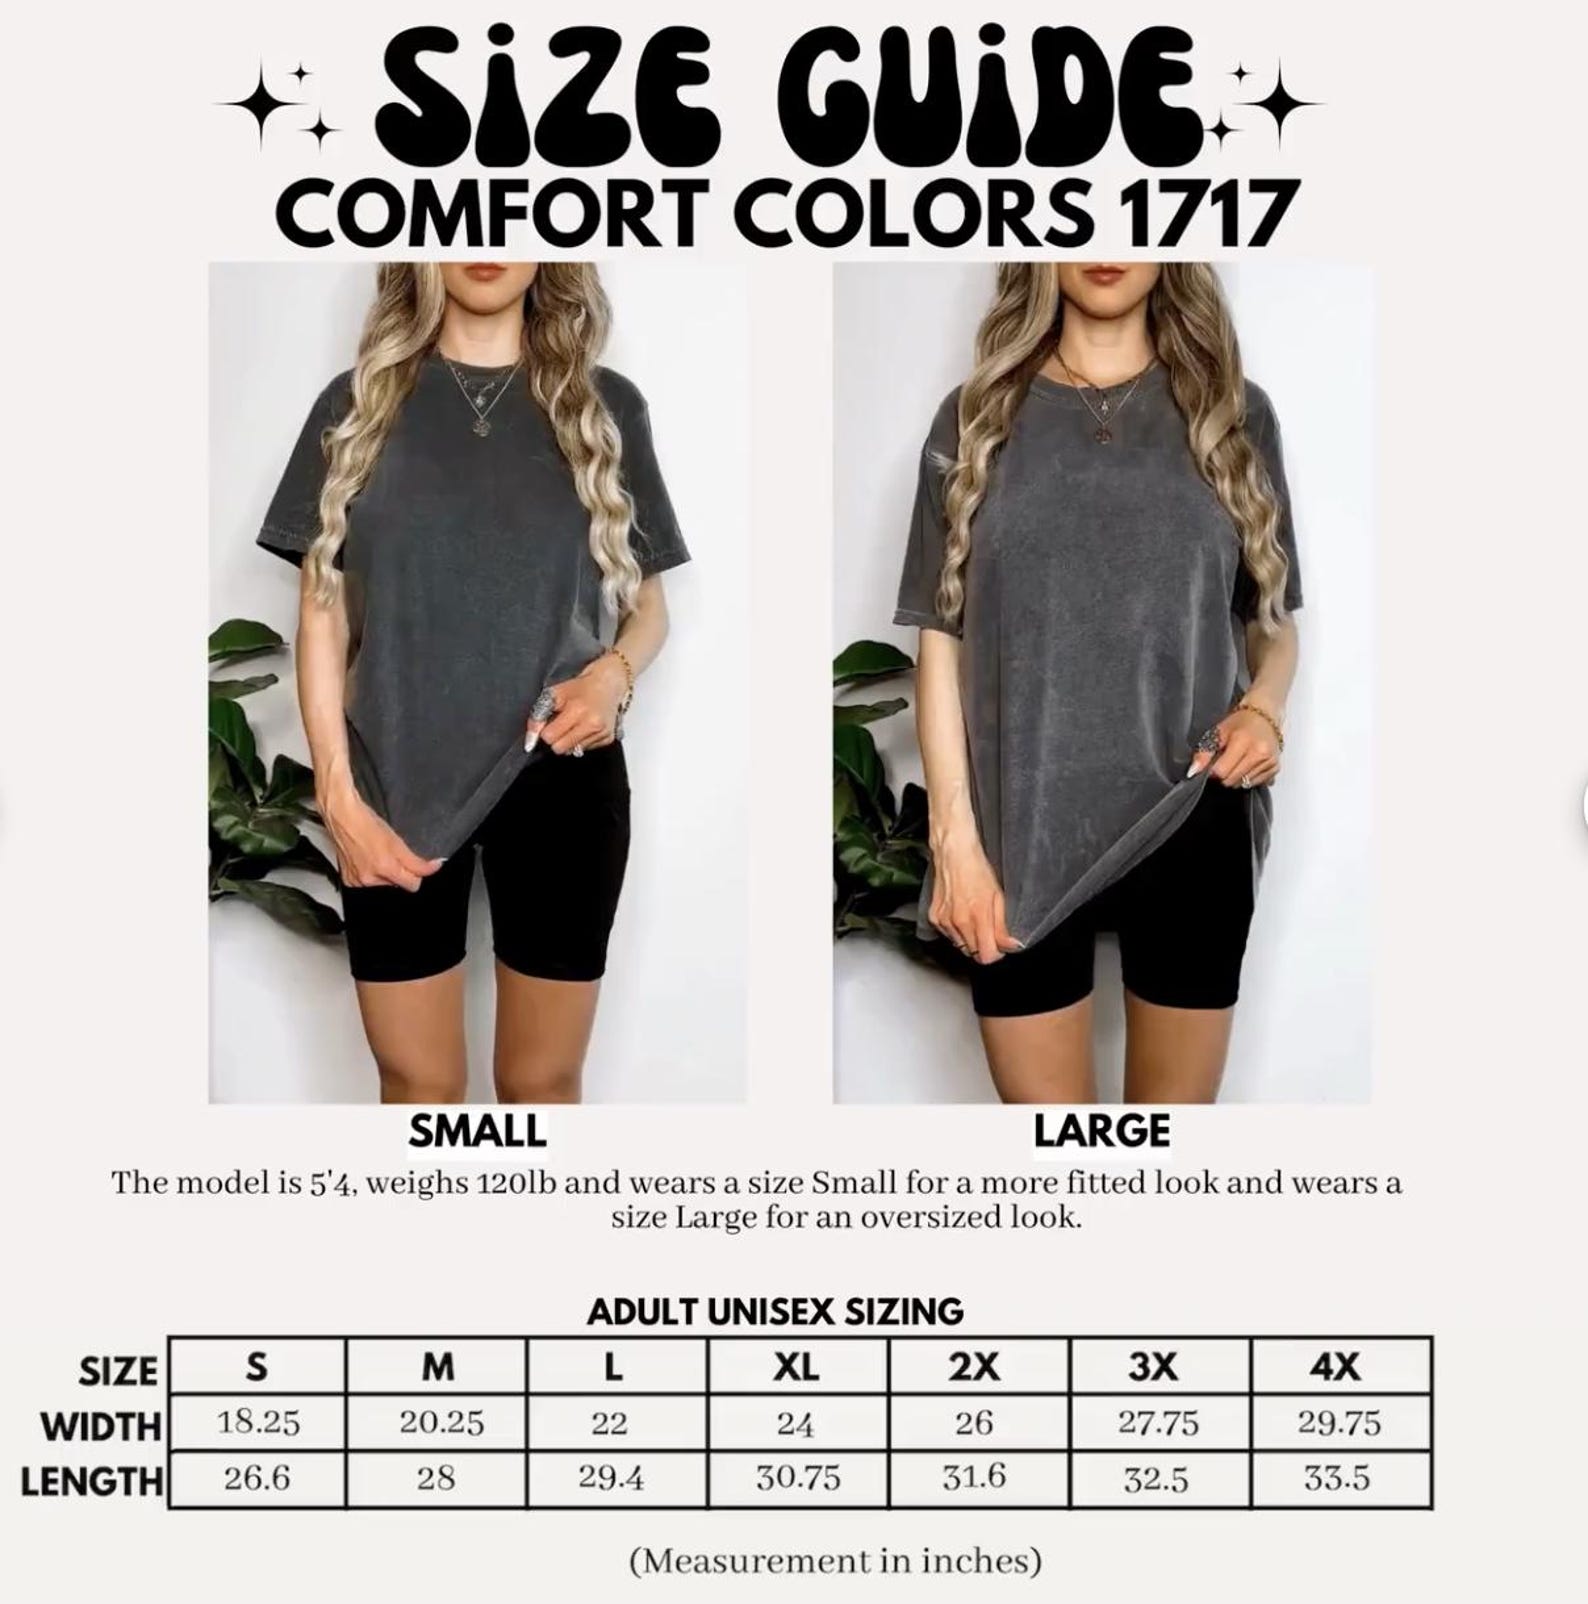 SiZE GUiDE
COMFORT COLORS 1717
SMALL
LARGE
The model is 5'4, weighs 120lb and wears a size Small for a more fitted look and wears a
size Large for an oversized look.
ADULT UNISEX SIZING
SIZE S M L XL 2X 3X 4X
WIDTH 18.25 20.25 22 24 26 27.75 29.75
LENGTH 26.6 28 29.4 30.75 31.6 32.5 33.5
(Measurement in inches)